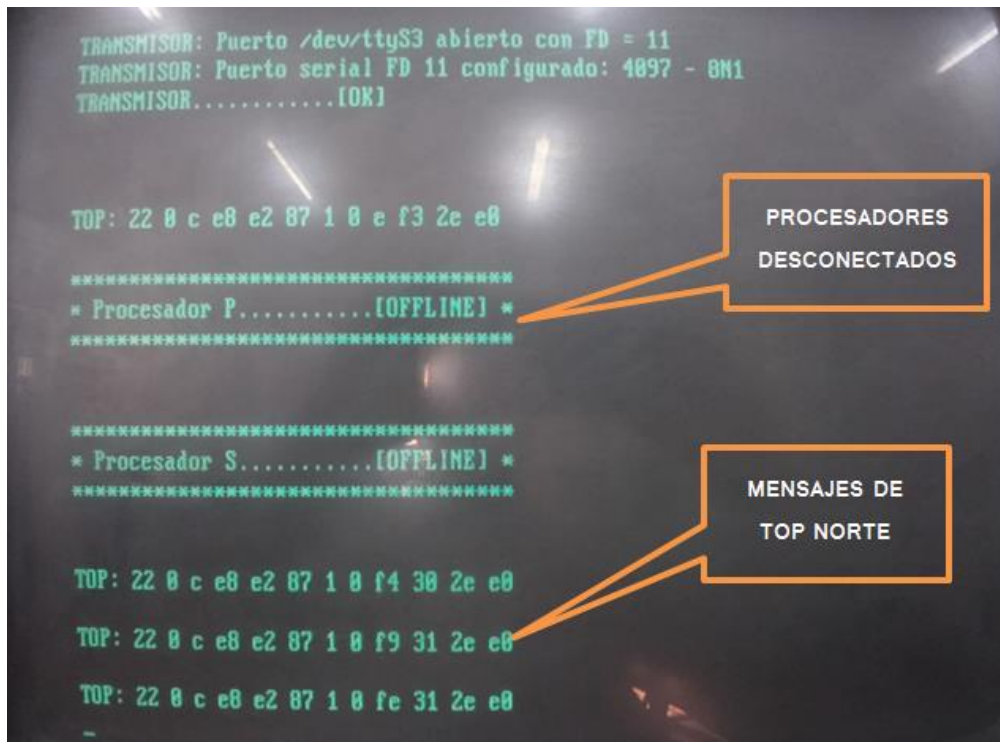 TRANSMISOR: Puerto /dev/ttyS3 abierto con FD = 11
TRANSMISOR: Puerto serial FD 11 configurado: 4097 - 8N1
TRANSMISOR............[OK]
TOP: 22 0 c e8 e2 87 1 0 e f3 2e e0
PROCESADORES
DESCONECTADOS
**************************************
* Procesador P............[OFFLINE] *
**************************************
**************************************
* Procesador S............[OFFLINE] *
**************************************
MENSAJES DE
TOP NORTE
TOP: 22 0 c e8 e2 87 1 0 f4 30 2e e0
TOP: 22 0 c e8 e2 87 1 0 f9 31 2e e0
TOP: 22 0 c e8 e2 87 1 0 fe 31 2e e0
_